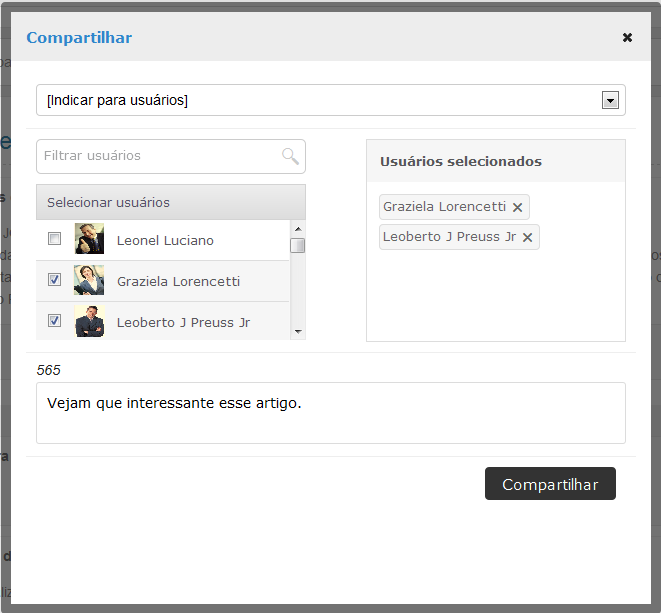 Compartilhar
[Indicar para usuários]
Filtrar usuários
Selecionar usuários
Leonel Luciano
Graziela Lorencetti
Leoberto J Preuss Jr
Usuários selecionados
Graziela Lorencetti
Leoberto J Preuss Jr
565
Vejam que interessante esse artigo.
Compartilhar